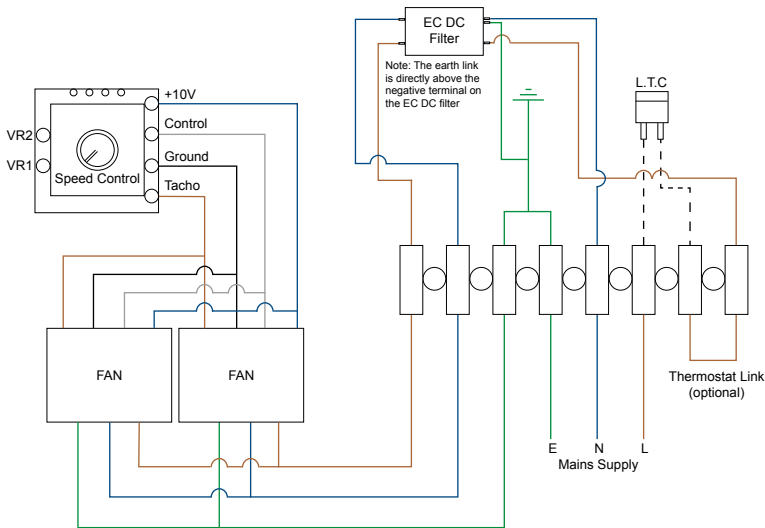 EC DC
Filter
Note: The earth link
is directly above the
negative terminal on
the EC DC filter
L.T.C
+10V
Control
Ground
Tacho
VR2
VR1
Speed Control
FAN
FAN
Thermostat Link
(optional)
E
N
L
Mains Supply